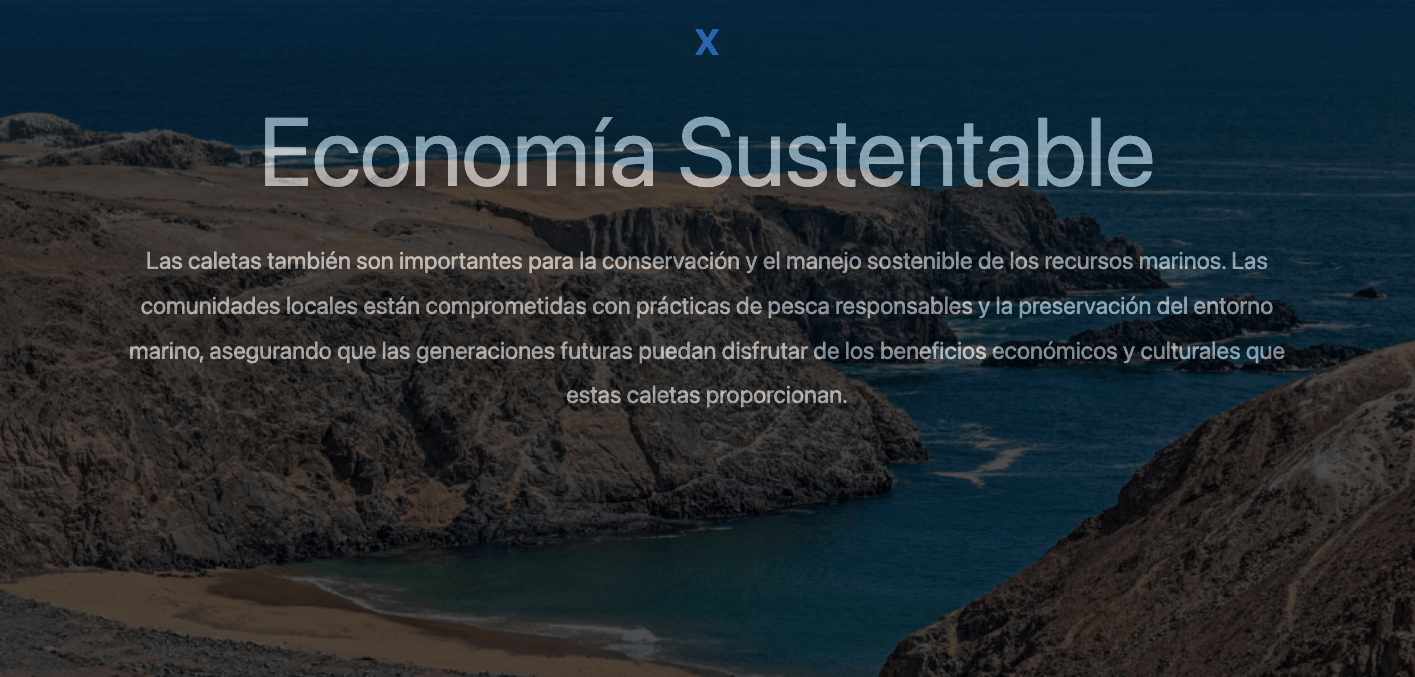 X
Economía Sustentable
Las caletas también son importantes para la conservación y el manejo sostenible de los recursos marinos. Las
comunidades locales están comprometidas con prácticas de pesca responsables y la preservación del entorno
marino, asegurando que las generaciones futuras puedan disfrutar de los beneficios económicos y culturales que
estas caletas proporcionan.